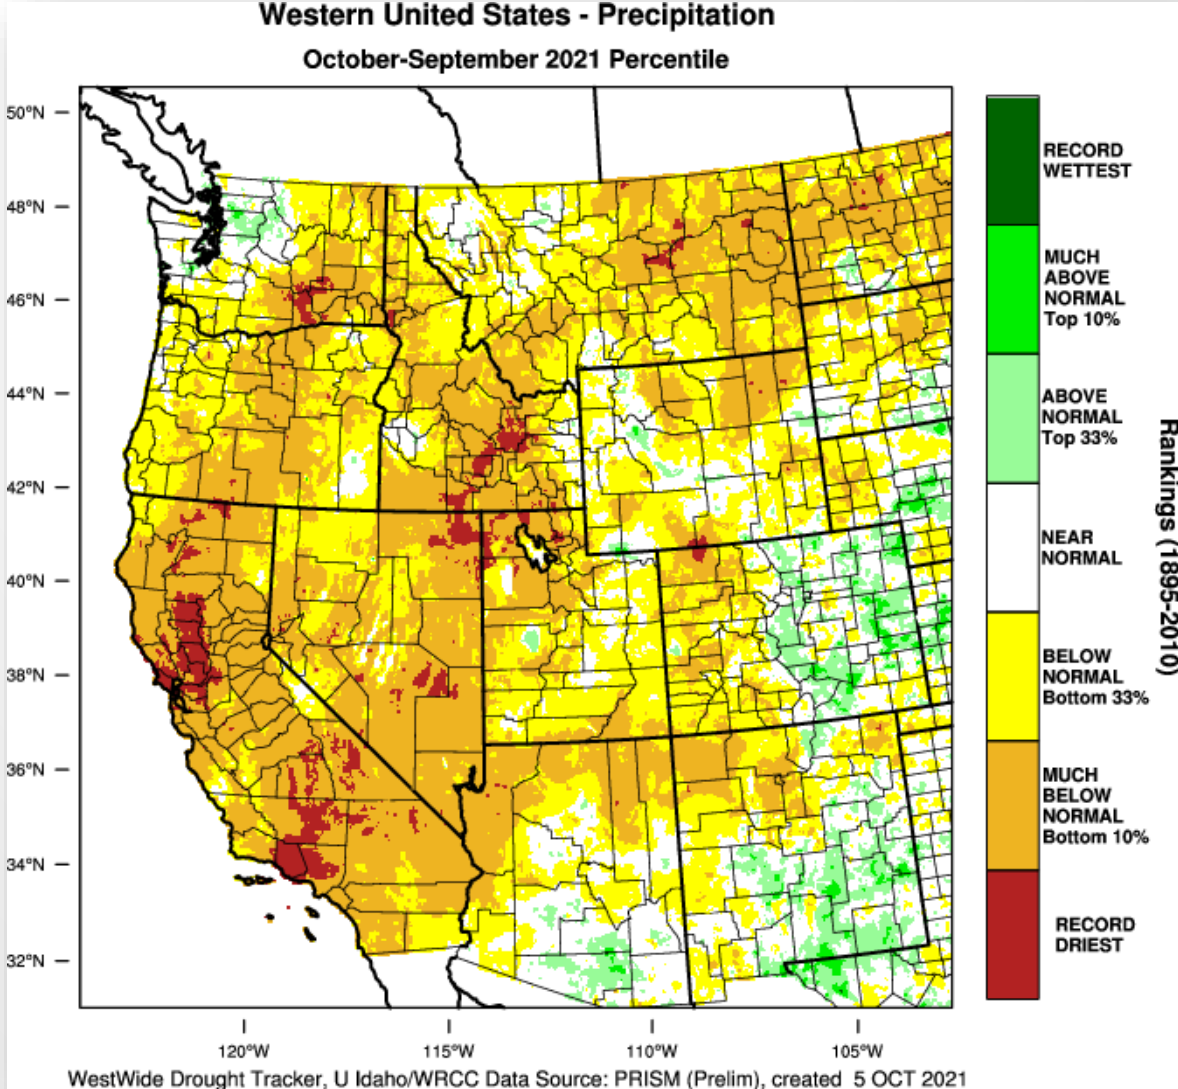 Western United States - Precipitation
October-September 2021 Percentile
50°N
48°N
46°N
44°N
42°N
40°N
38°N
36°N
34°N
32°N
120°W
115°W
110°W
105°W
RECORD
WETTEST
MUCH
ABOVE
NORMAL
Top 10%
ABOVE
NORMAL
Top 33%
NEAR
NORMAL
BELOW
NORMAL
Bottom 33%
MUCH
BELOW
NORMAL
Bottom 10%
RECORD
DRIEST
Rankings (1895-2010)
WestWide Drought Tracker, U Idaho/WRCC Data Source: PRISM (Prelim), created 5 OCT 2021